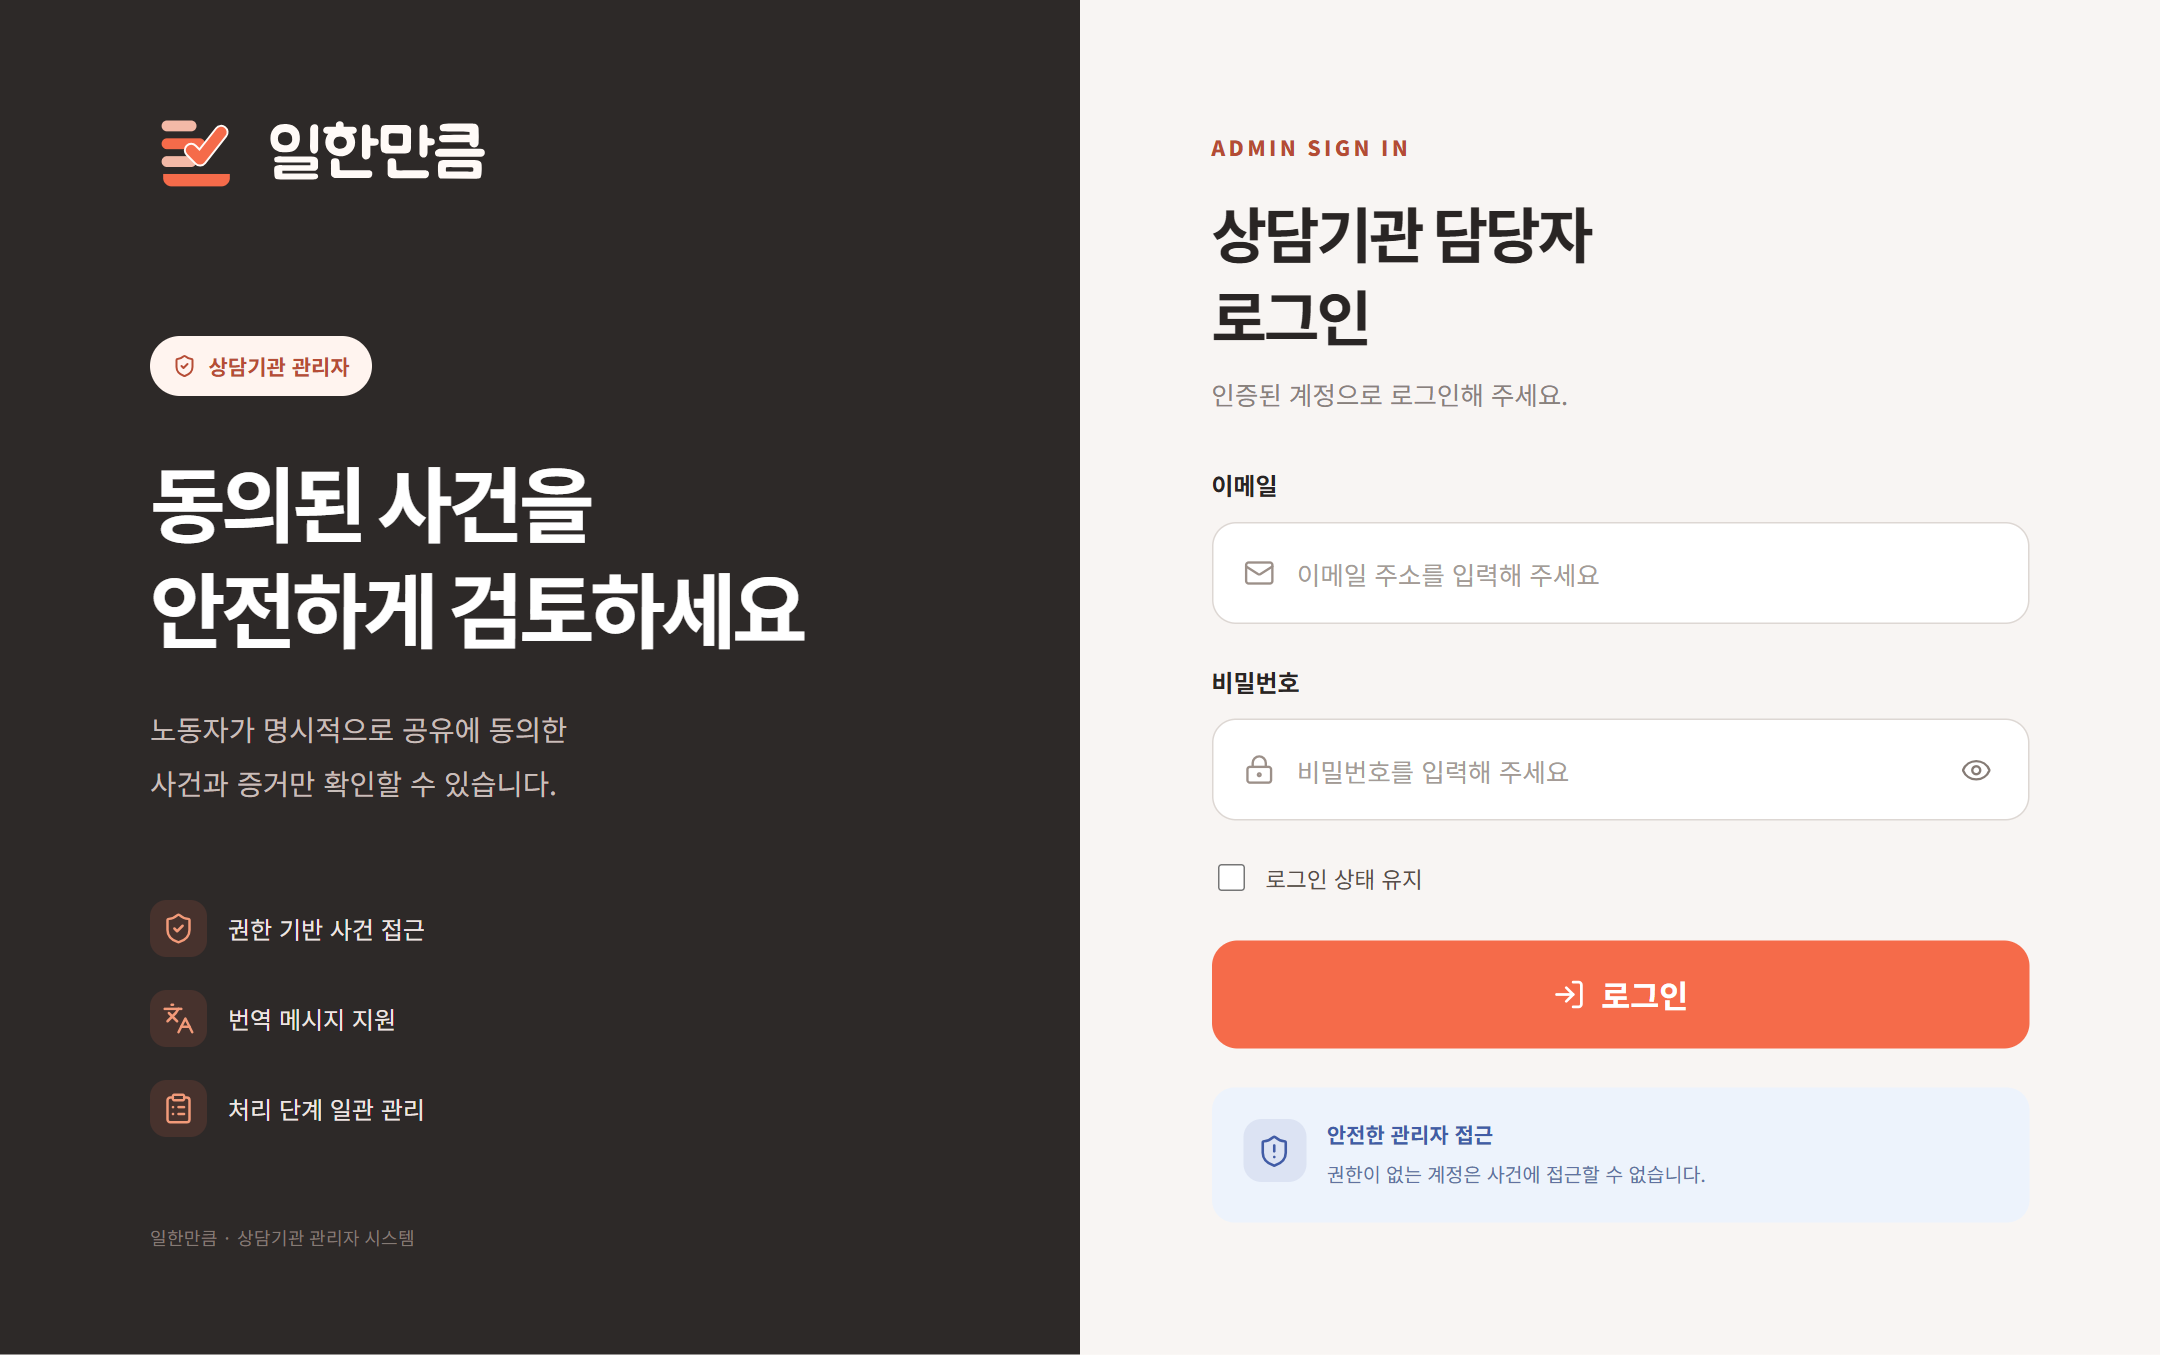 일한만큼
상담기관 관리자
동의된 사건을
안전하게 검토하세요
노동자가 명시적으로 공유에 동의한
사건과 증거만 확인할 수 있습니다.
권한 기반 사건 접근
번역 메시지 지원
처리 단계 일관 관리
일한만큼 · 상담기관 관리자 시스템
ADMIN SIGN IN
상담기관 담당자
로그인
인증된 계정으로 로그인해 주세요.
이메일
이메일 주소를 입력해 주세요
비밀번호
비밀번호를 입력해 주세요
로그인 상태 유지
로그인
안전한 관리자 접근
권한이 없는 계정은 사건에 접근할 수 없습니다.